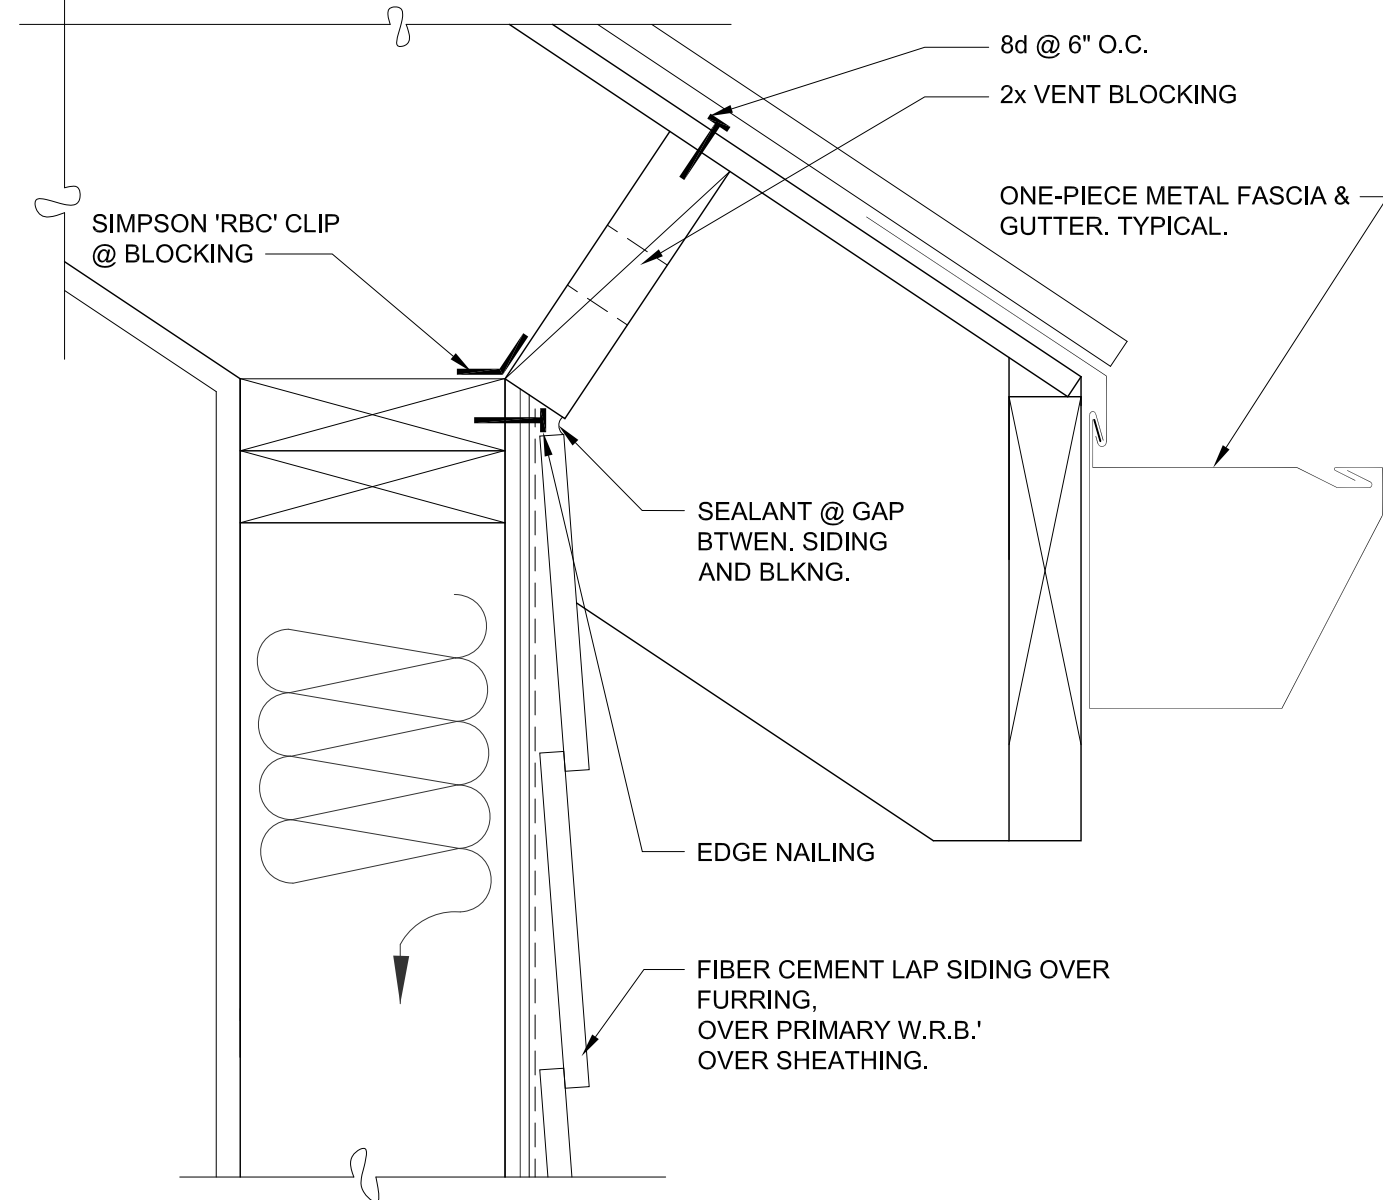 8d @ 6" O.C.
2x VENT BLOCKING
ONE-PIECE METAL FASCIA &
GUTTER. TYPICAL.
SIMPSON 'RBC' CLIP
@ BLOCKING
SEALANT @ GAP
BTWEN. SIDING
AND BLKNG.
EDGE NAILING
FIBER CEMENT LAP SIDING OVER
FURRING,
OVER PRIMARY W.R.B.'
OVER SHEATHING.